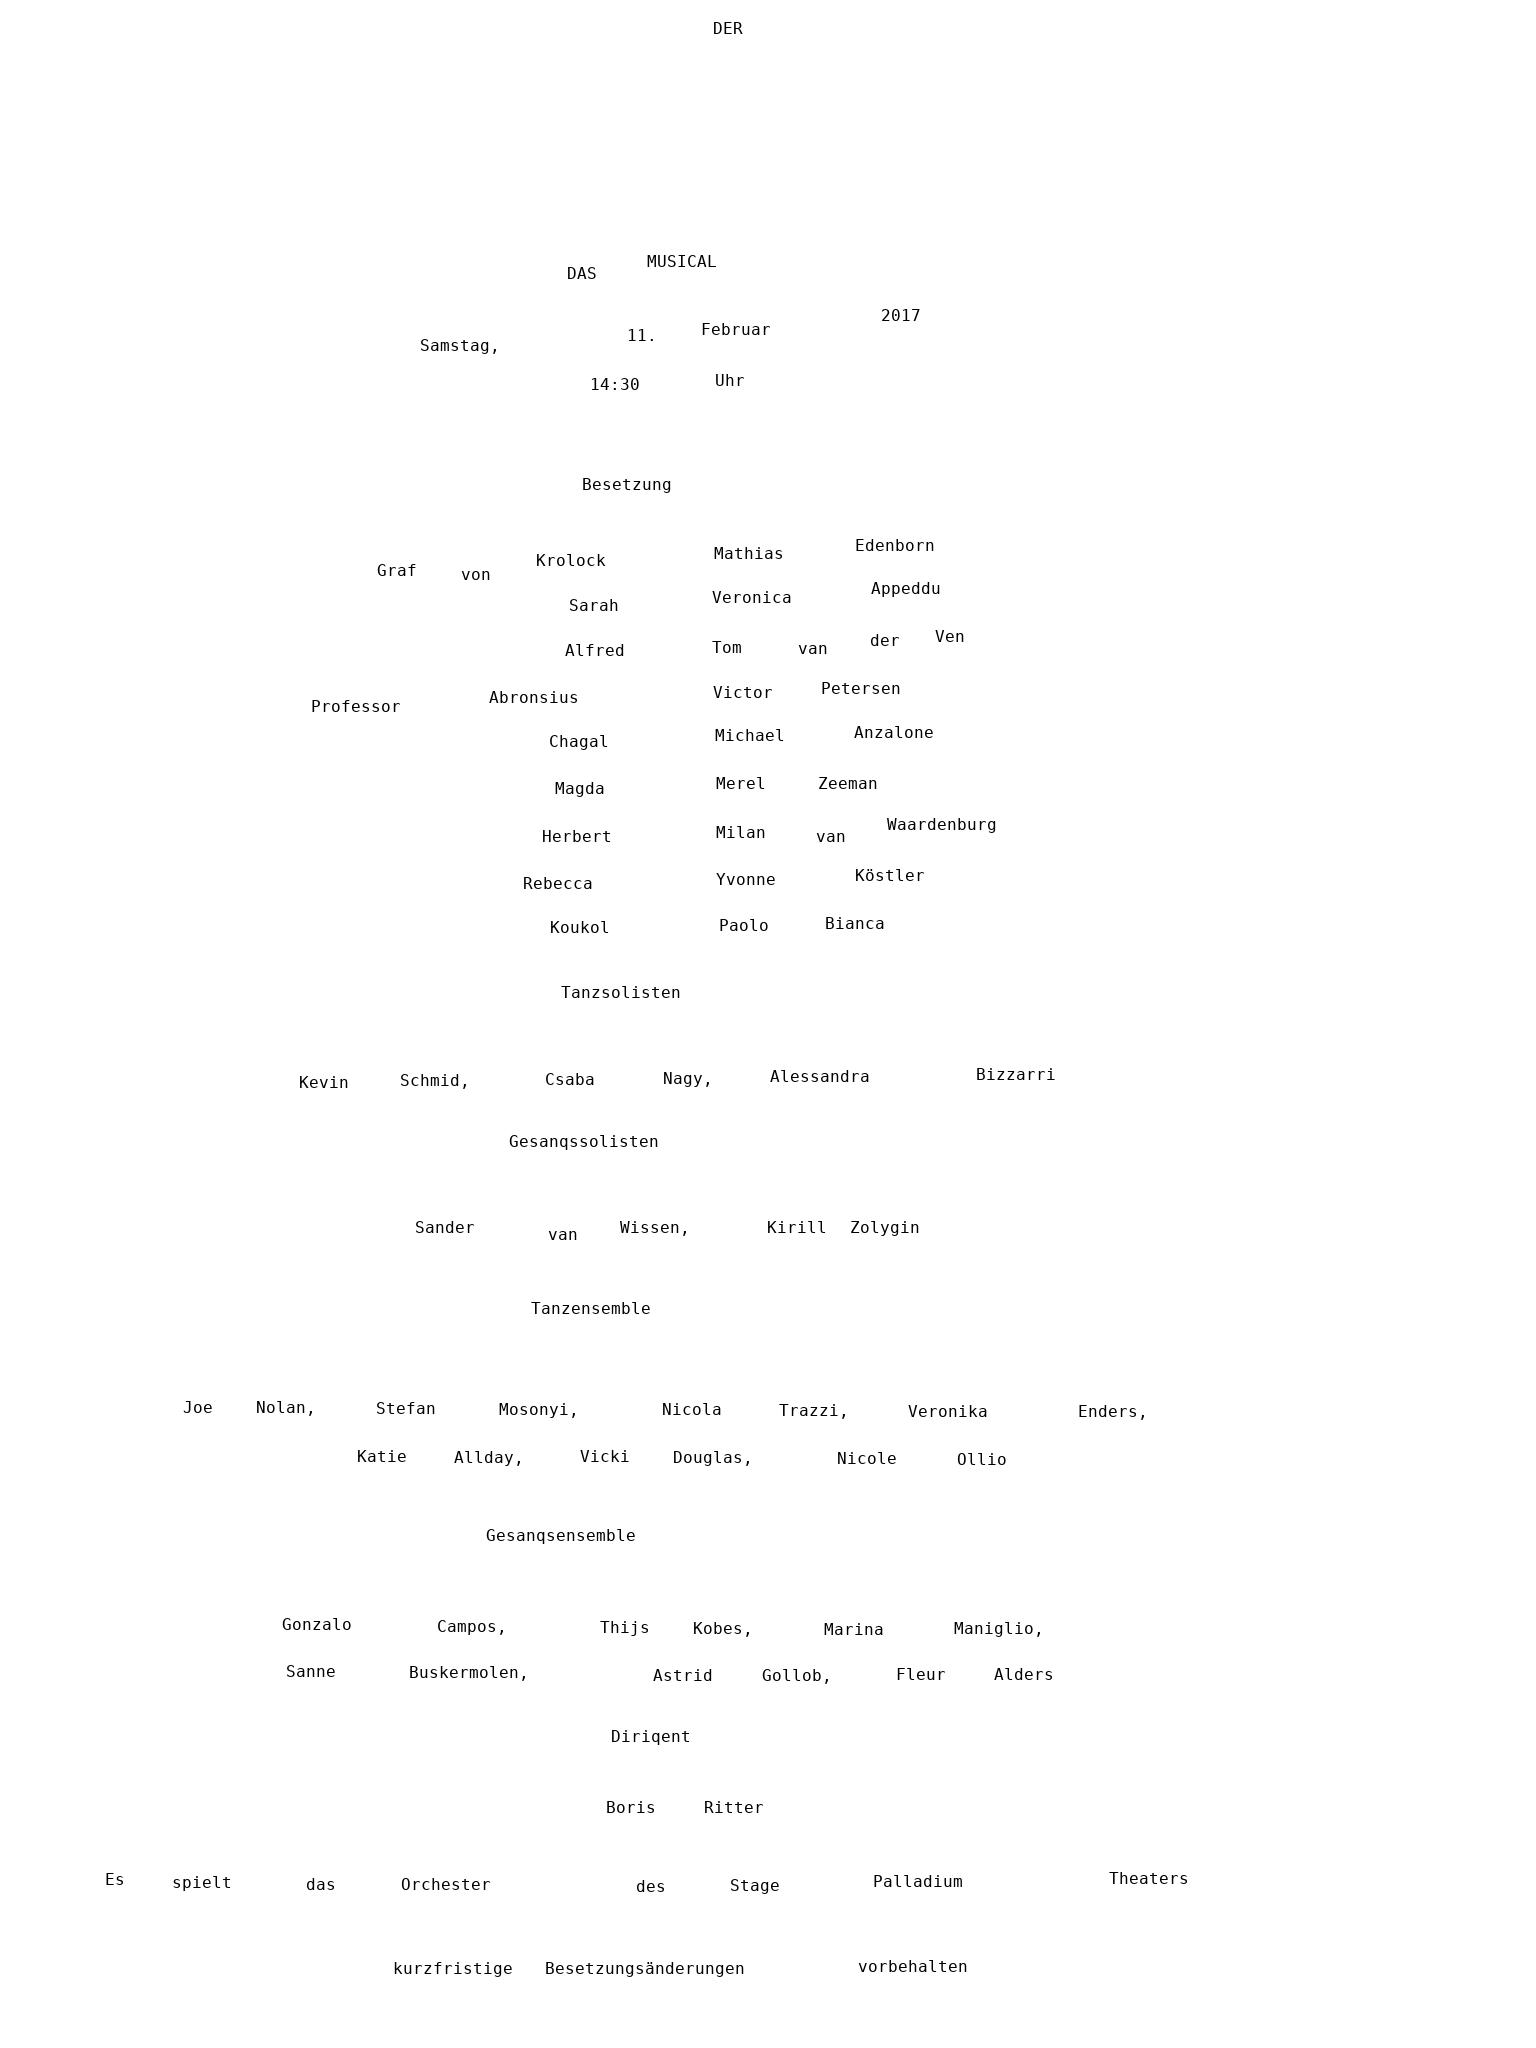 DER
DAS MUSICAL
Samstag, 11. Februar 2017
14:30 Uhr
Besetzung
Graf von Krolock Mathias Edenborn
Sarah Veronica Appeddu
Alfred Tom van der Ven
Professor Abronsius Victor Petersen
Chagal Michael Anzalone
Magda Merel Zeeman
Herbert Milan van Waardenburg
Rebecca Yvonne Köstler
Koukol Paolo Bianca
Tanzsolisten
Kevin Schmid, Csaba Nagy, Alessandra Bizzarri
Gesanqssolisten
Sander van Wissen, Kirill Zolygin
Tanzensemble
Joe Nolan, Stefan Mosonyi, Nicola Trazzi, Veronika Enders,
Katie Allday, Vicki Douglas, Nicole Ollio
Gesanqsensemble
Gonzalo Campos, Thijs Kobes, Marina Maniglio,
Sanne Buskermolen, Astrid Gollob, Fleur Alders
Diriqent
Boris Ritter
Es spielt das Orchester des Stage Palladium Theaters
kurzfristige Besetzungsänderungen vorbehalten